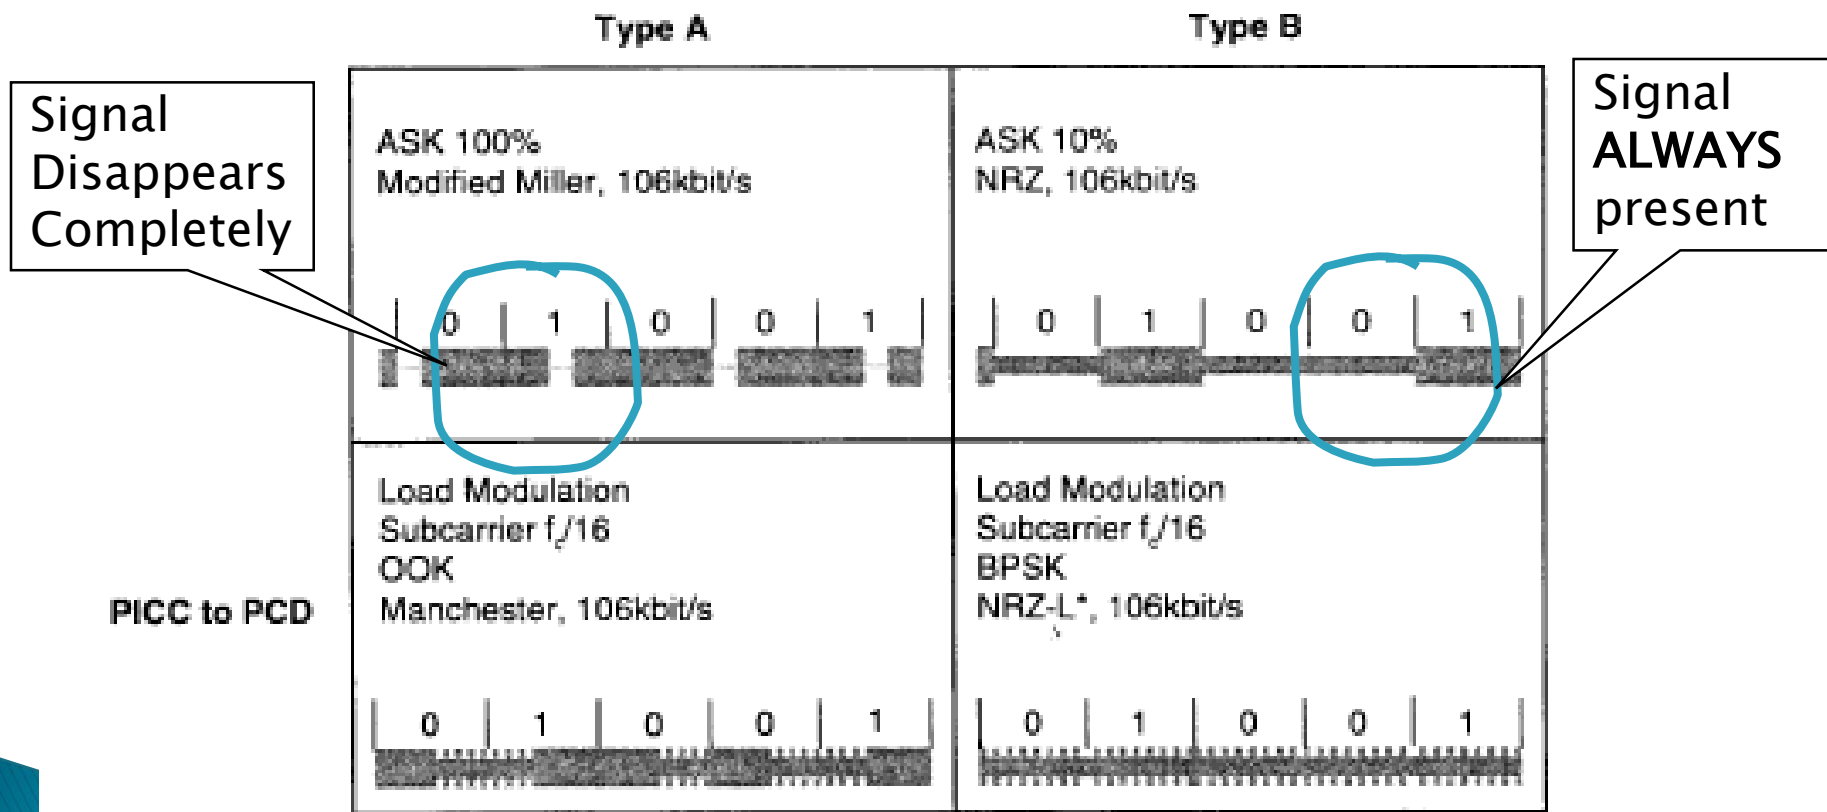 Type A
Type B
Signal
Disappears
Completely
ASK 100%
Modified Miller, 106kbit/s
ASK 10%
NRZ, 106kbit/s
Signal
ALWAYS
present
0 1 0 0 1
0 1 0 0 1
PICC to PCD
Load Modulation
Subcarrier fc/16
OOK
Manchester, 106kbit/s
Load Modulation
Subcarrier fc/16
BPSK
NRZ-L*, 106kbit/s
0 1 0 0 1
0 1 0 0 1